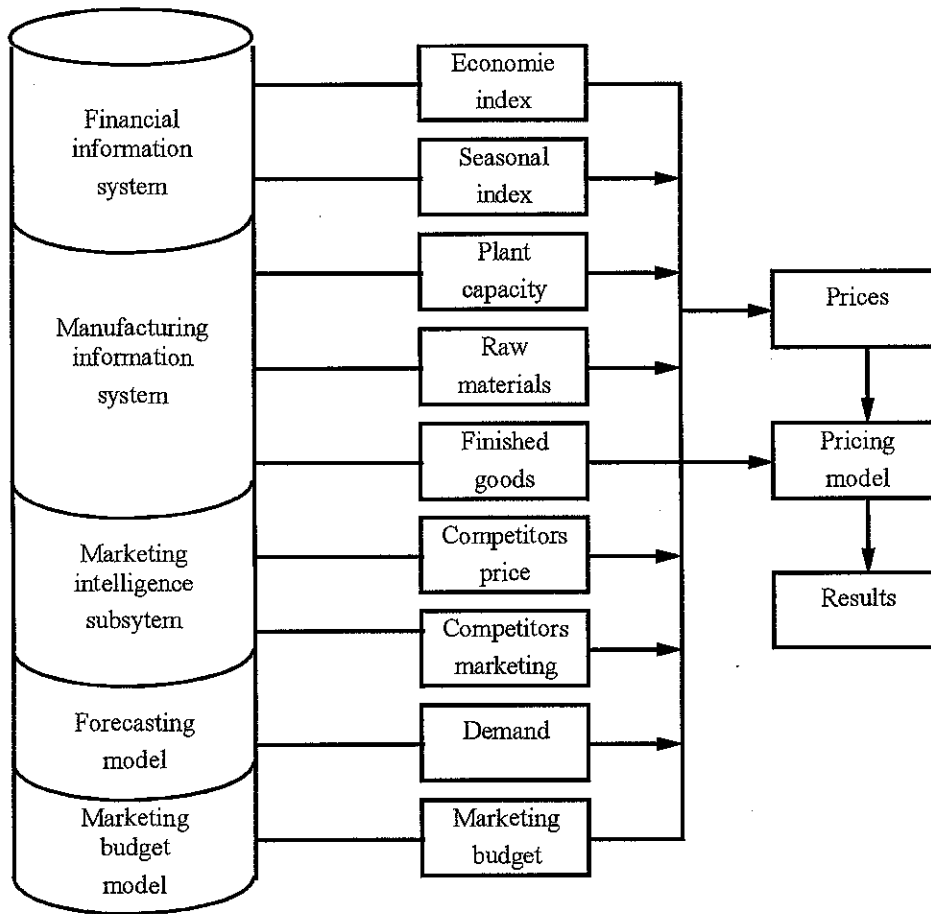 Financial
information
system
Manufacturing
information
system
Marketing
intelligence
subsytem
Forecasting
model
Marketing
budget
model
Economie
index
Seasonal
index
Plant
capacity
Raw
materials
Finished
goods
Competitors
price
Competitors
marketing
Demand
Marketing
budget
Prices
Pricing
model
Results